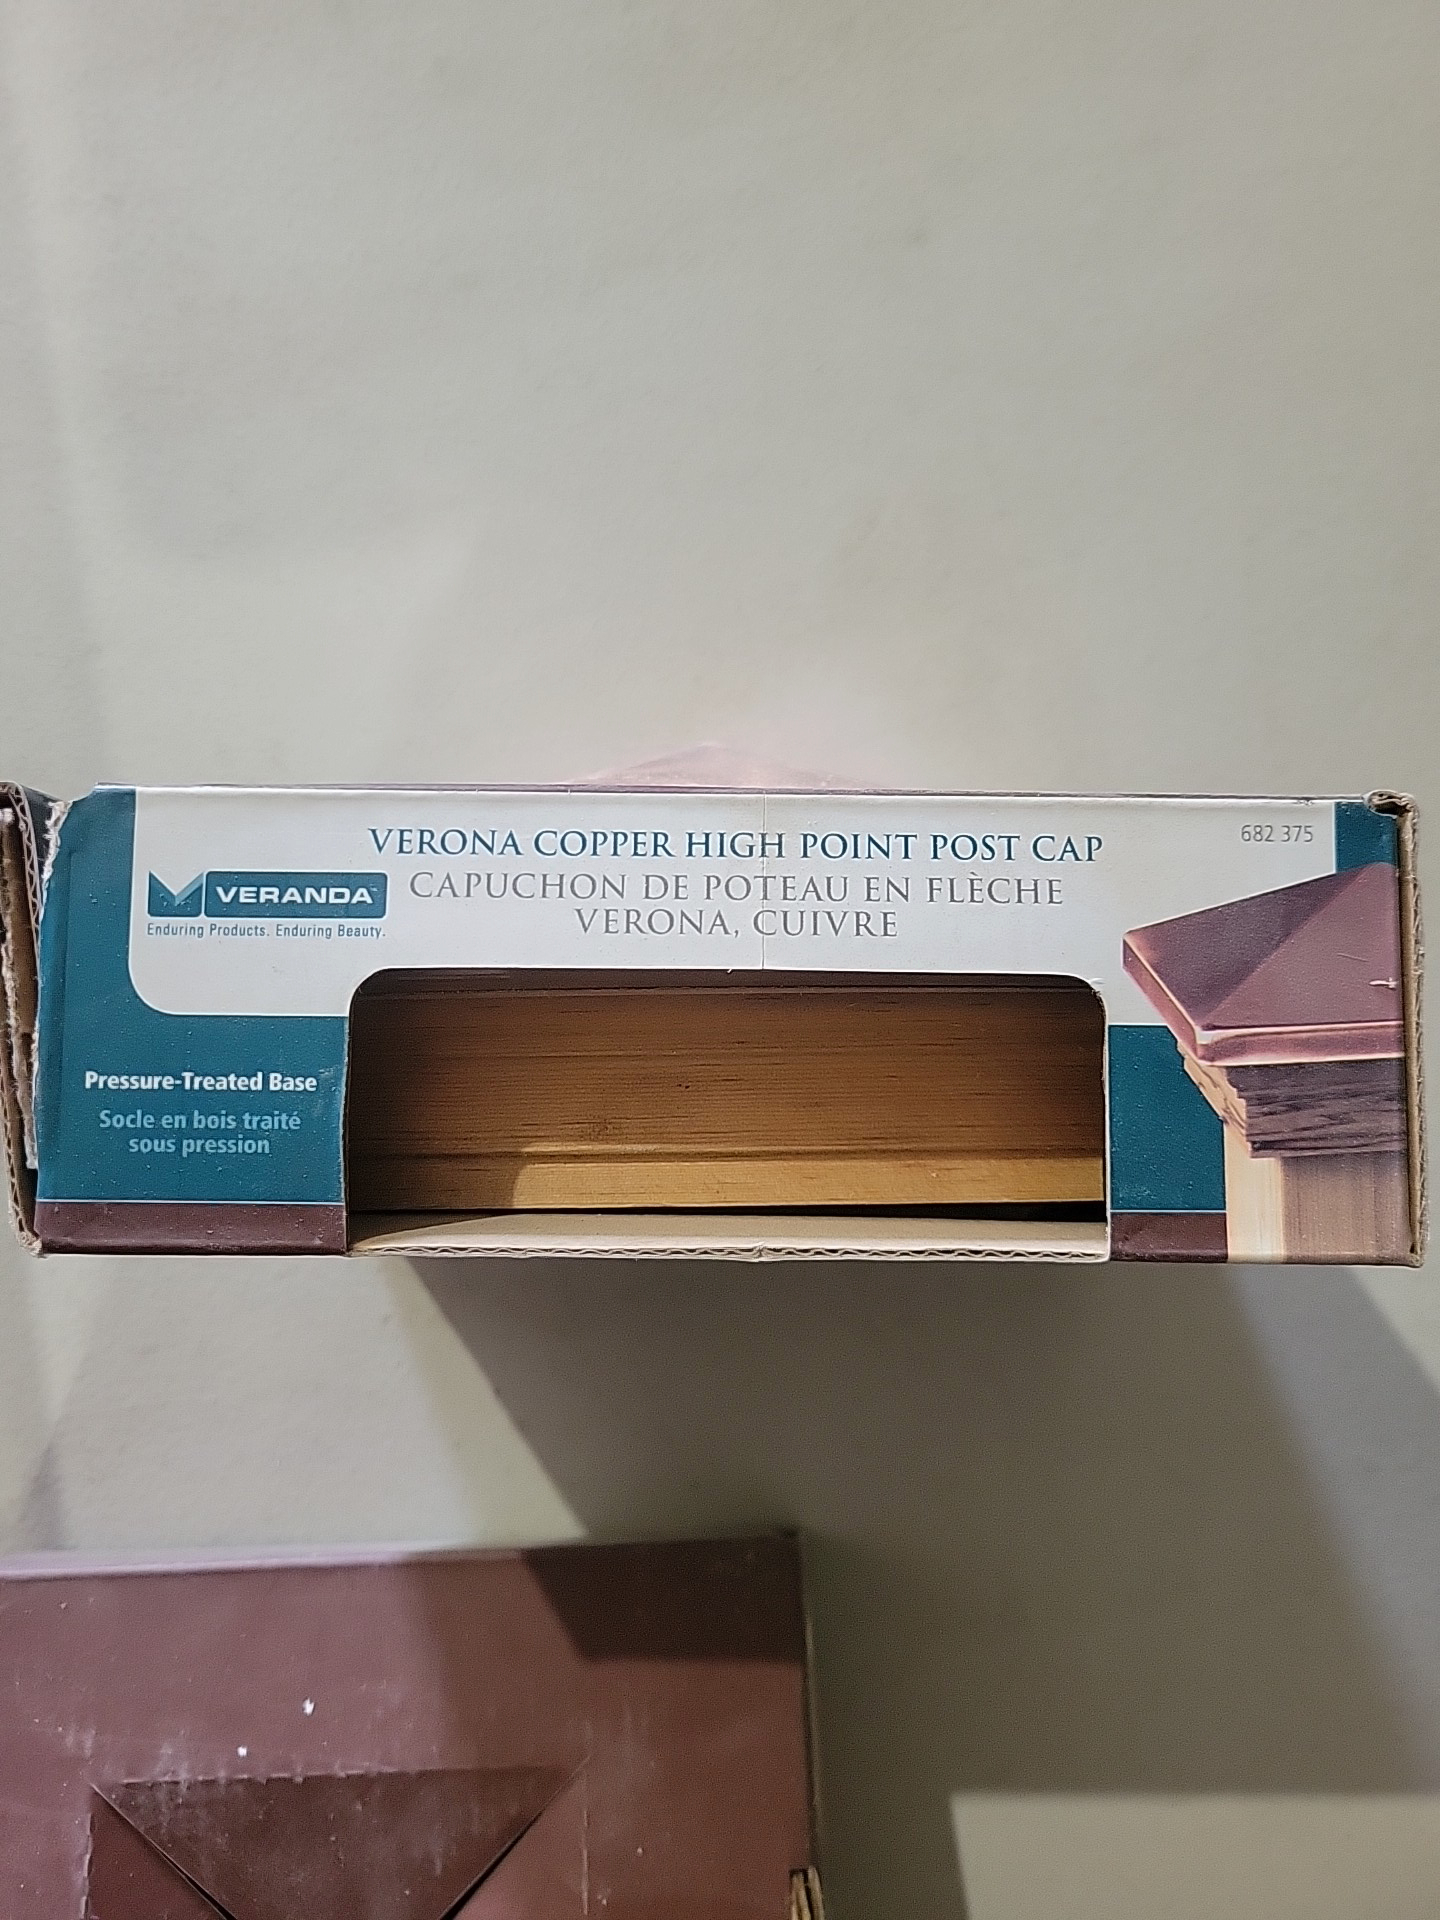 VERONA COPPER HIGH POINT POST CAP
682 375
CAPUCHON DE POTEAU EN FLÈCHE
VERONA, CUIVRE
VERANDA
Enduring Products. Enduring Beauty.
Pressure-Treated Base
Socle en bois traité
sous pression